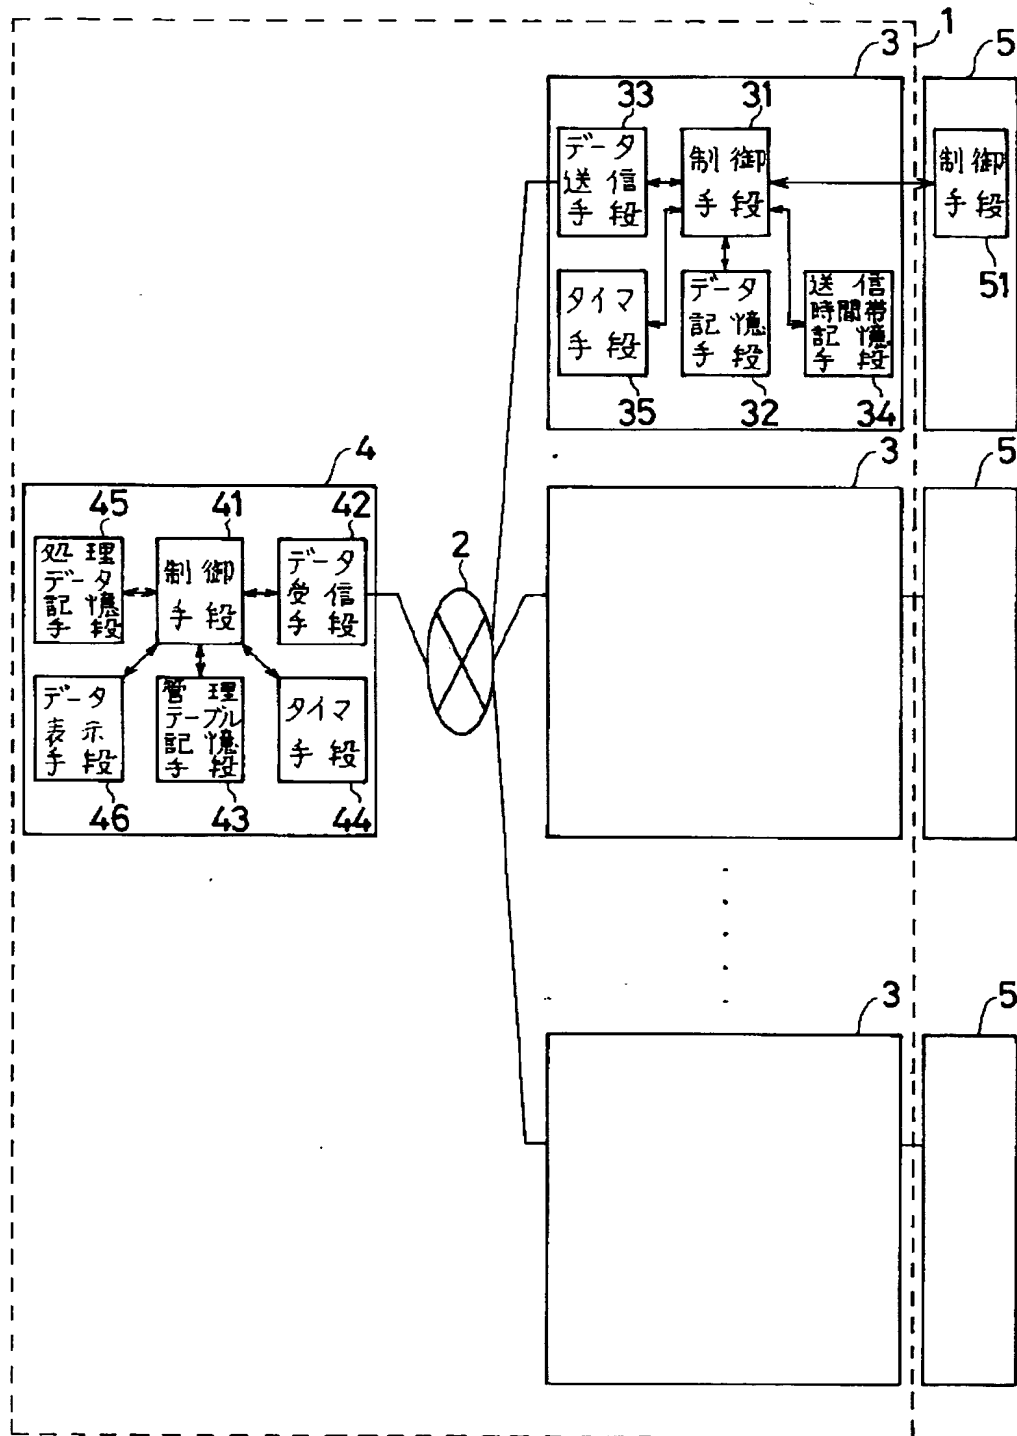 1
3
5
33
31
データ
送信
手段
制御
手段
制御
手段
51
タイマ
手段
データ
記憶
手段
送信
時間帯
記憶
手段
35
32
34
4
3
5
45
41
42
2
処理
データ
記憶
手段
制御
手段
データ
受信
手段
データ
表示
手段
管理
テーブル
記憶
手段
タイマ
手段
46
43
44
3
5